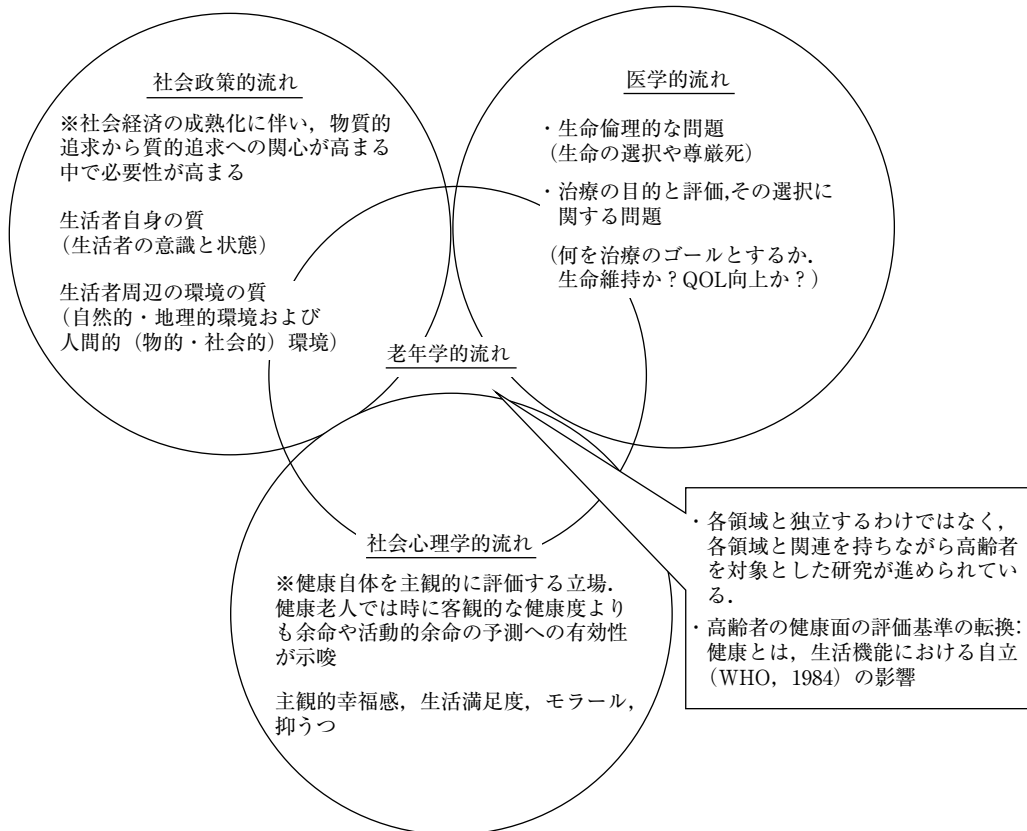 社会政策的流れ
※社会経済の成熟化に伴い，物質的
追求から質的追求への関心が高まる
中で必要性が高まる
生活者自身の質
（生活者の意識と状態）
生活者周辺の環境の質
（自然的・地理的環境および
人間的（物的・社会的）環境）
医学的流れ
・生命倫理的な問題
（生命の選択や尊厳死）
・治療の目的と評価,その選択に
関する問題
（何を治療のゴールとするか．
生命維持か？QOL向上か？）
老年学的流れ
社会心理学的流れ
※健康自体を主観的に評価する立場．
健康老人では時に客観的な健康度より
も余命や活動的余命の予測への有効性
が示唆
主観的幸福感，生活満足度，モラール，
抑うつ
・各領域と独立するわけではなく，
各領域と関連を持ちながら高齢者
を対象とした研究が進められてい
る．
・高齢者の健康面の評価基準の転換:
健康とは，生活機能における自立
（WHO，1984）の影響